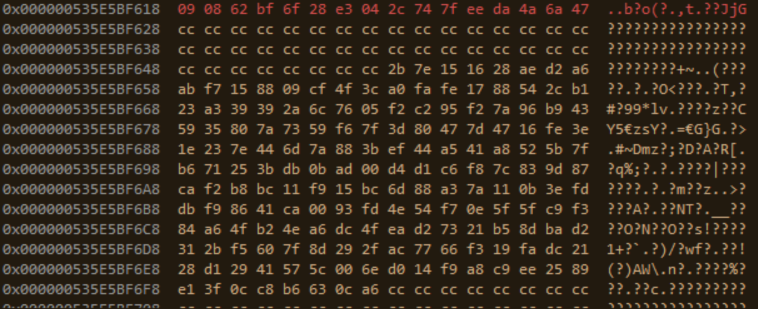 0x000000535E5BF618 09 08 62 bf 6f 28 e3 04 2c 74 7f ee da 4a 6a 47 ..b?o(?.,t.??JjG
0x000000535E5BF628 cc cc cc cc cc cc cc cc cc cc cc cc cc cc cc cc ????????????????
0x000000535E5BF638 cc cc cc cc cc cc cc cc cc cc cc cc cc cc cc cc ????????????????
0x000000535E5BF648 cc cc cc cc cc cc cc cc 2b 7e 15 16 28 ae d2 a6 ????????+~..(???
0x000000535E5BF658 ab f7 15 88 09 cf 4f 3c a0 fa fe 17 88 54 2c b1 ??.?.?O<???.?T,?
0x000000535E5BF668 23 a3 39 39 2a 6c 76 05 f2 c2 95 f2 7a 96 b9 43 #?99*lv.????z??C
0x000000535E5BF678 59 35 80 7a 73 59 f6 7f 3d 80 47 7d 47 16 fe 3e Y5€zsY?.=€G}G.?>
0x000000535E5BF688 1e 23 7e 44 6d 7a 88 3b ef 44 a5 41 a8 52 5b 7f .#~Dmz?;?D?A?R[.
0x000000535E5BF698 b6 71 25 3b db 0b ad 00 d4 d1 c6 f8 7c 83 9d 87 ?q%;?.?.????|???
0x000000535E5BF6A8 ca f2 b8 bc 11 f9 15 bc 6d 88 a3 7a 11 0b 3e fd ????.?.?m??z..>?
0x000000535E5BF6B8 db f9 86 41 ca 00 93 fd 4e 54 f7 0e 5f 5f c9 f3 ???A?.??NT?.__??
0x000000535E5BF6C8 84 a6 4f b2 4e a6 dc 4f ea d2 73 21 b5 8d ba d2 ??O?N??O??s!????
0x000000535E5BF6D8 31 2b f5 60 7f 8d 29 2f ac 77 66 f3 19 fa dc 21 1+?`.?)/?wf?.??!
0x000000535E5BF6E8 28 d1 29 41 57 5c 00 6e d0 14 f9 a8 c9 ee 25 89 (?)AW\.n?.????%?
0x000000535E5BF6F8 e1 3f 0c c8 b6 63 0c a6 cc cc cc cc cc cc cc cc ??.??c.?????????